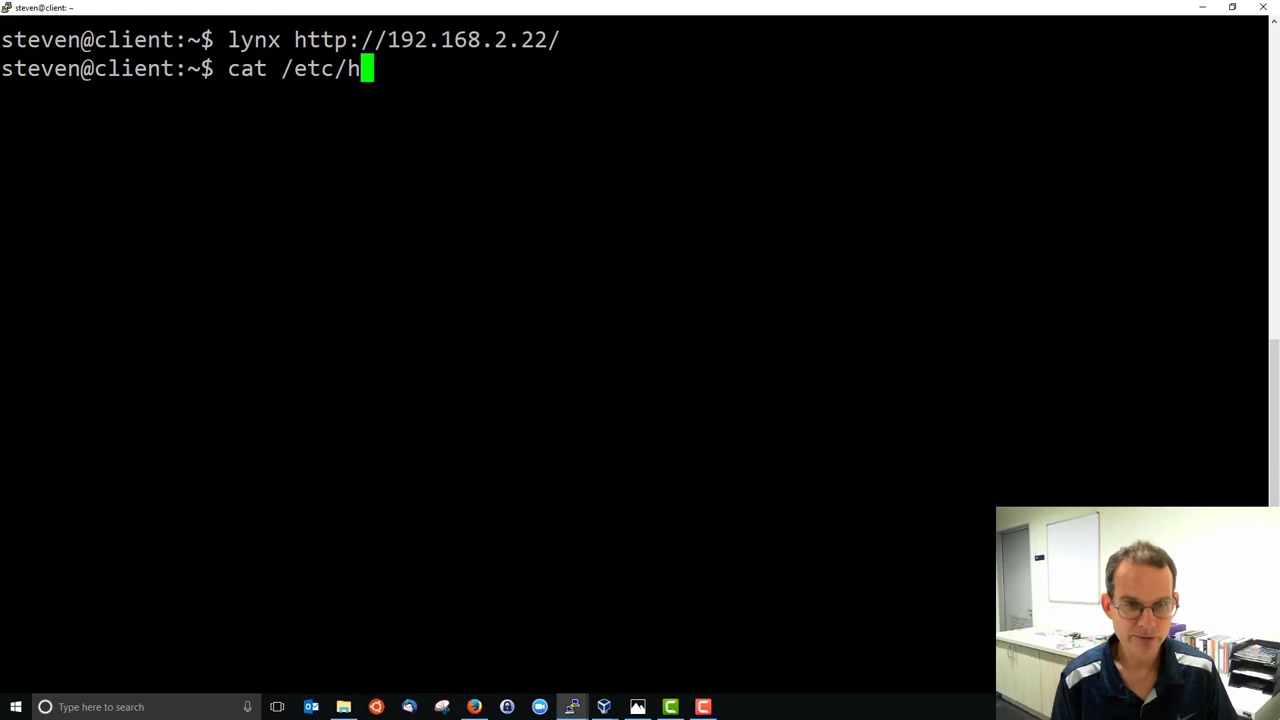 steven@client: ~
steven@client:~$ lynx http://192.168.2.22/
steven@client:~$ cat /etc/h
Type here to search